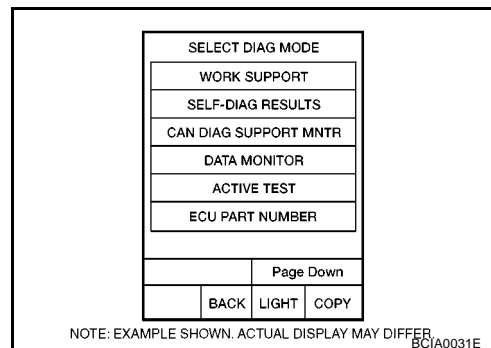 SELECT DIAG MODE
WORK SUPPORT
SELF-DIAG RESULTS
CAN DIAG SUPPORT MNTR
DATA MONITOR
ACTIVE TEST
ECU PART NUMBER
Page Down
BACK LIGHT COPY
NOTE: EXAMPLE SHOWN. ACTUAL DISPLAY MAY DIFFER.
BCIA0031E